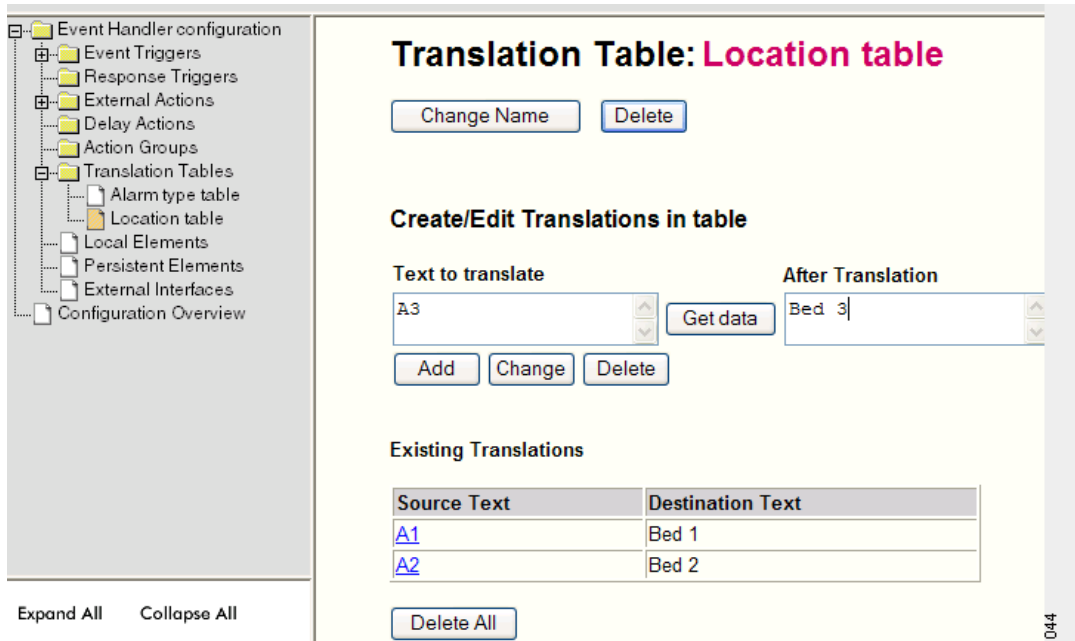 Event Handler configuration
Event Triggers
Response Triggers
External Actions
Delay Actions
Action Groups
Translation Tables
Alarm type table
Location table
Local Elements
Persistent Elements
External Interfaces
Configuration Overview
Expand All Collapse All
Translation Table: Location table
Change Name Delete
Create/Edit Translations in table
Text to translate After Translation
A3 Get data Bed 3
Add Change Delete
Existing Translations
Source Text Destination Text
A1 Bed 1
A2 Bed 2
Delete All
044